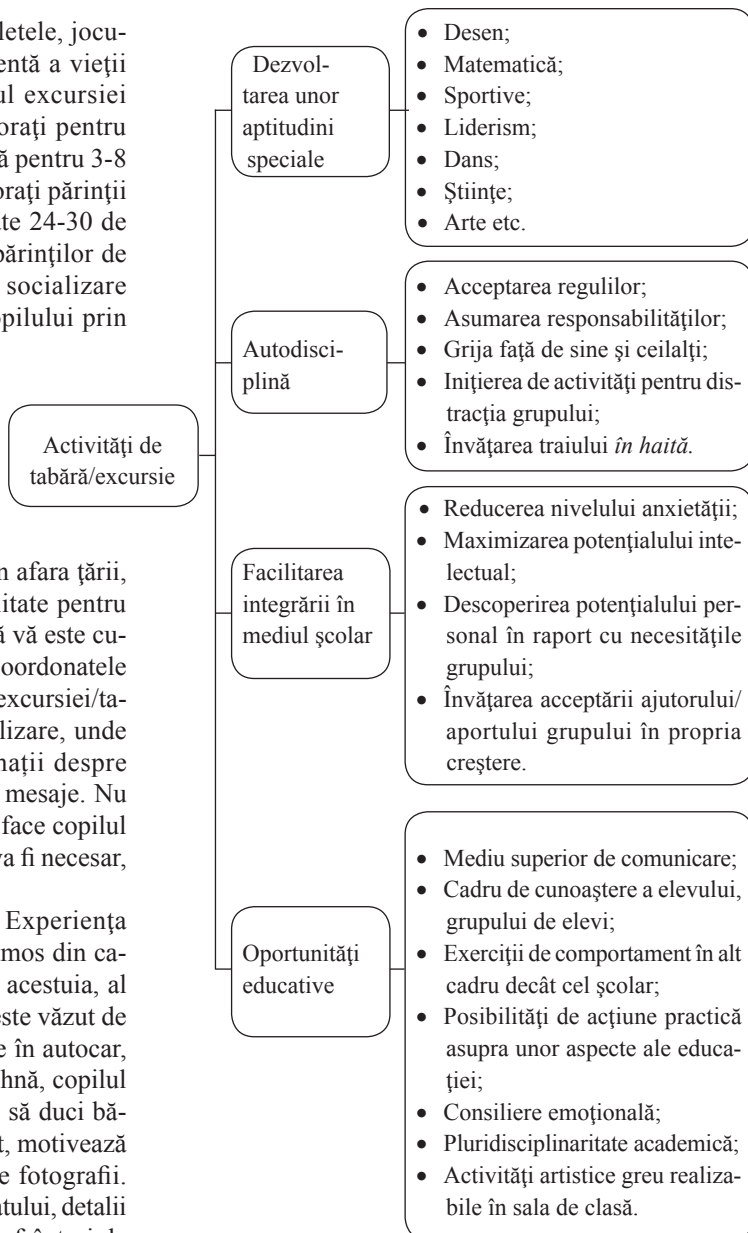 letele, jocu-
entă a vieţii
ul excursiei
oraţi pentru
ă pentru 3-8
oraţi părinţii
te 24-30 de
părinţilor de
socializare
opilului prin
n afara ţării,
litate pentru
ă vă este cu-
coordonatele
excursiei/ta-
lizare, unde
mații despre
mesaje. Nu
face copilul
va fi necesar,
Experienţa
mos din ca-
acestuia, al
este văzut de
e în autocar,
hnă, copilul
să duci bă-
t, motivează
e fotografii.
atului, detalii
Activităţi de
tabără/excursie
Dezvol-
tarea unor
aptitudini
speciale
• Desen;
• Matematică;
• Sportive;
• Liderism;
• Dans;
• Ştiinţe;
• Arte etc.
Autodisci-
plină
• Acceptarea regulilor;
• Asumarea responsabilităţilor;
• Grija faţă de sine şi ceilalţi;
• Iniţierea de activităţi pentru dis-
tracţia grupului;
• Învăţarea traiului în haită.
Facilitarea
integrării în
mediul şcolar
• Reducerea nivelului anxietăţii;
• Maximizarea potenţialului inte-
lectual;
• Descoperirea potenţialului per-
sonal în raport cu necesităţile
grupului;
• Învăţarea acceptării ajutorului/
aportului grupului în propria
creştere.
Oportunităţi
educative
• Mediu superior de comunicare;
• Cadru de cunoaştere a elevului,
grupului de elevi;
• Exerciţii de comportament în alt
cadru decât cel şcolar;
• Posibilităţi de acţiune practică
asupra unor aspecte ale educa-
ţiei;
• Consiliere emoţională;
• Pluridisciplinaritate academică;
• Activităţi artistice greu realiza-
bile în sala de clasă.